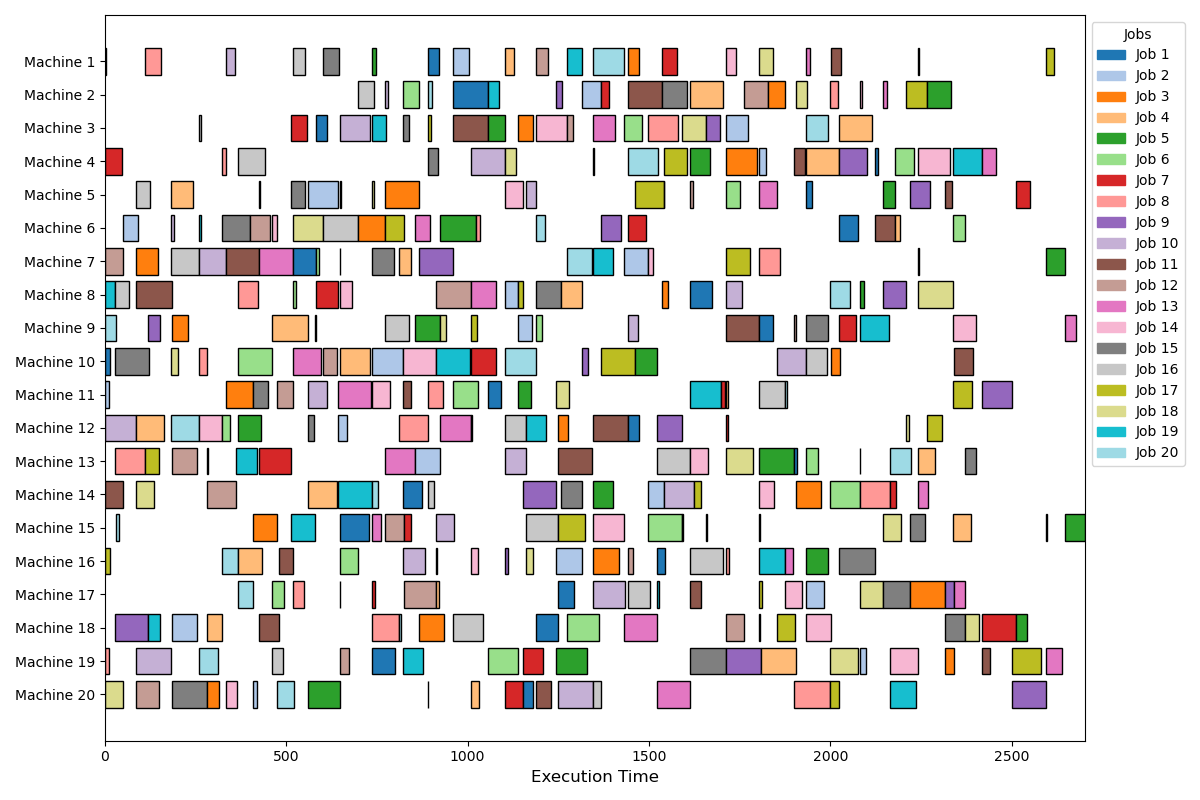 Machine 1
Machine 2
Machine 3
Machine 4
Machine 5
Machine 6
Machine 7
Machine 8
Machine 9
Machine 10
Machine 11
Machine 12
Machine 13
Machine 14
Machine 15
Machine 16
Machine 17
Machine 18
Machine 19
Machine 20
0 500 1000 1500 2000 2500
Execution Time
Jobs
Job 1
Job 2
Job 3
Job 4
Job 5
Job 6
Job 7
Job 8
Job 9
Job 10
Job 11
Job 12
Job 13
Job 14
Job 15
Job 16
Job 17
Job 18
Job 19
Job 20